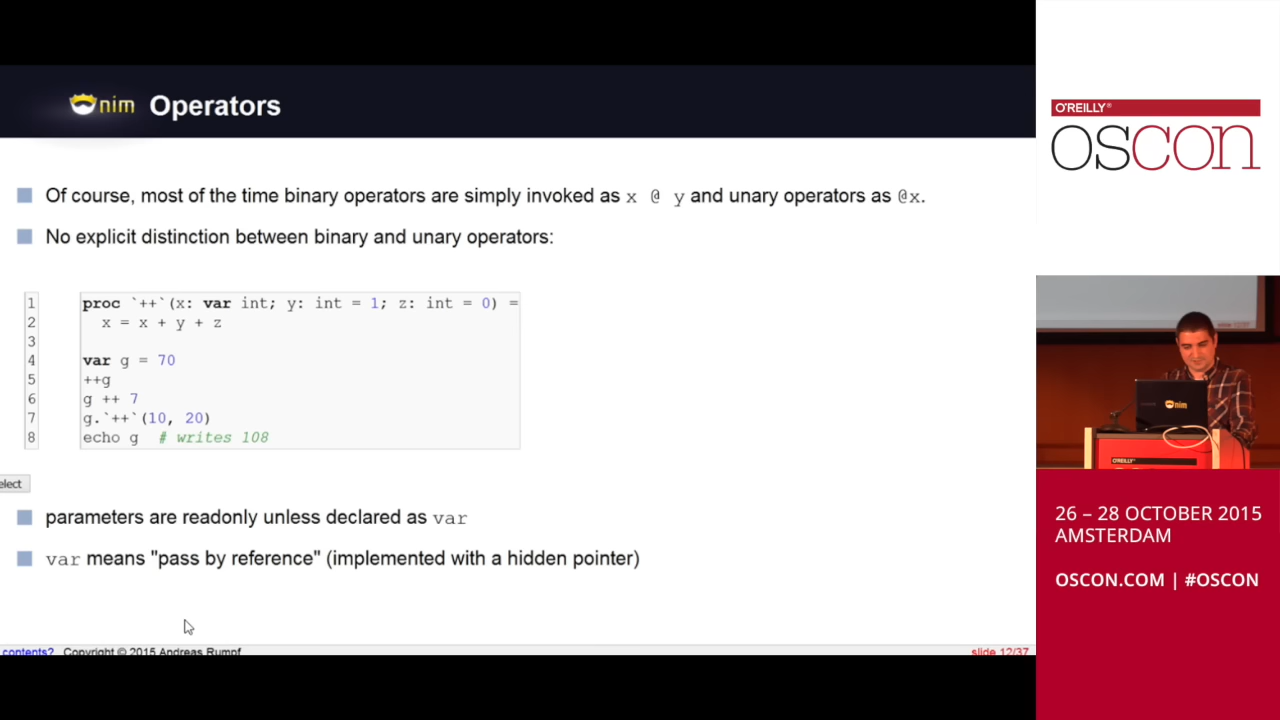 nim Operators
Of course, most of the time binary operators are simply invoked as x @ y and unary operators as @x.
No explicit distinction between binary and unary operators:
1 proc `++`(x: var int; y: int = 1; z: int = 0) =
2 x = x + y + z
3
4 var g = 70
5 ++g
6 g ++ 7
7 g.`++`(10, 20)
8 echo g # writes 108
elect
parameters are readonly unless declared as var
var means "pass by reference" (implemented with a hidden pointer)
contents? Copyright © 2015 Andreas Rumpf slide 12/37
O'REILLY®
OSCON
nim
O'REILLY
26 – 28 OCTOBER 2015
AMSTERDAM
OSCON.COM | #OSCON